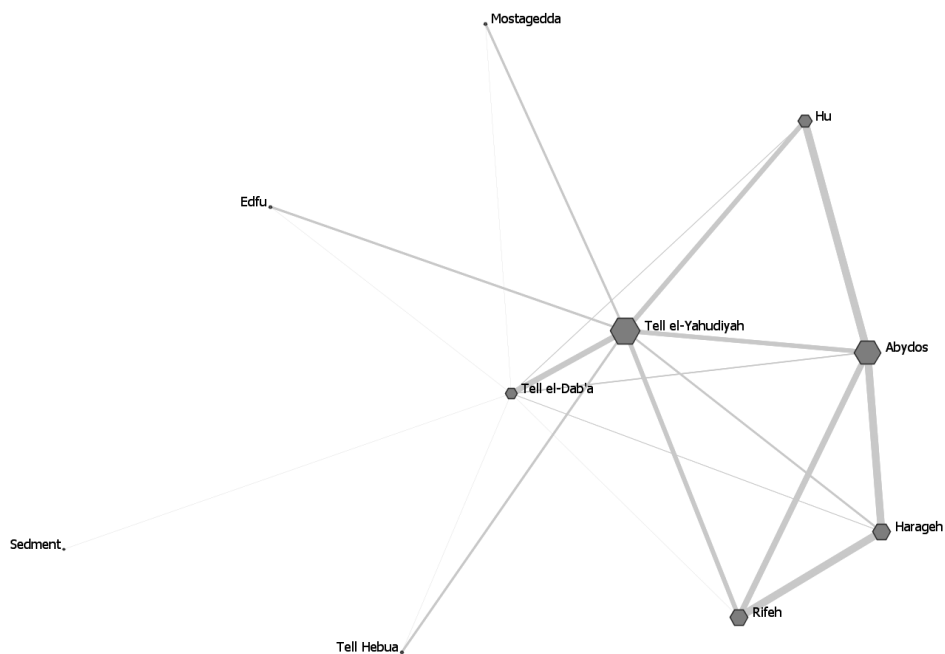 Mostagedda
Hu
Edfu
Tell el-Yahudiyah
Abydos
Tell el-Dab'a
Harageh
Sedment
Rifeh
Tell Hebua